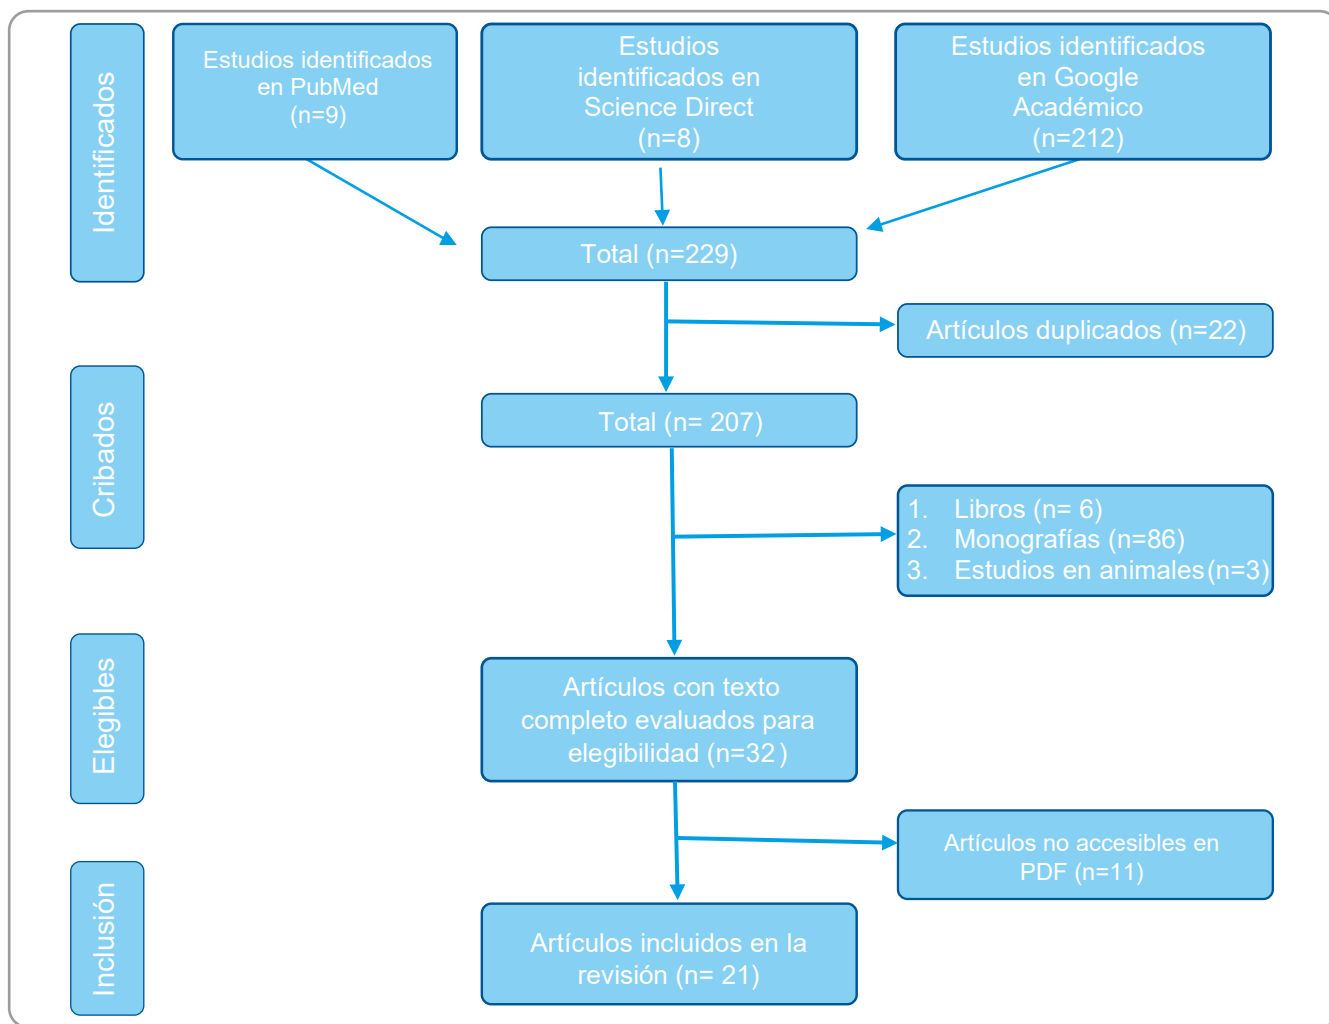 Identificados
Estudios identificados
en PubMed
(n=9)
Estudios
identificados en
Science Direct
(n=8)
Estudios identificados
en Google
Académico
(n=212)
Total (n=229)
Artículos duplicados (n=22)
Cribados
Total (n= 207)
1. Libros (n= 6)
2. Monografías (n=86)
3. Estudios en animales (n=3)
Elegibles
Artículos con texto
completo evaluados para
elegibilidad (n=32 )
Artículos no accesibles en
PDF (n=11)
Inclusión
Artículos incluidos en la
revisión (n= 21)